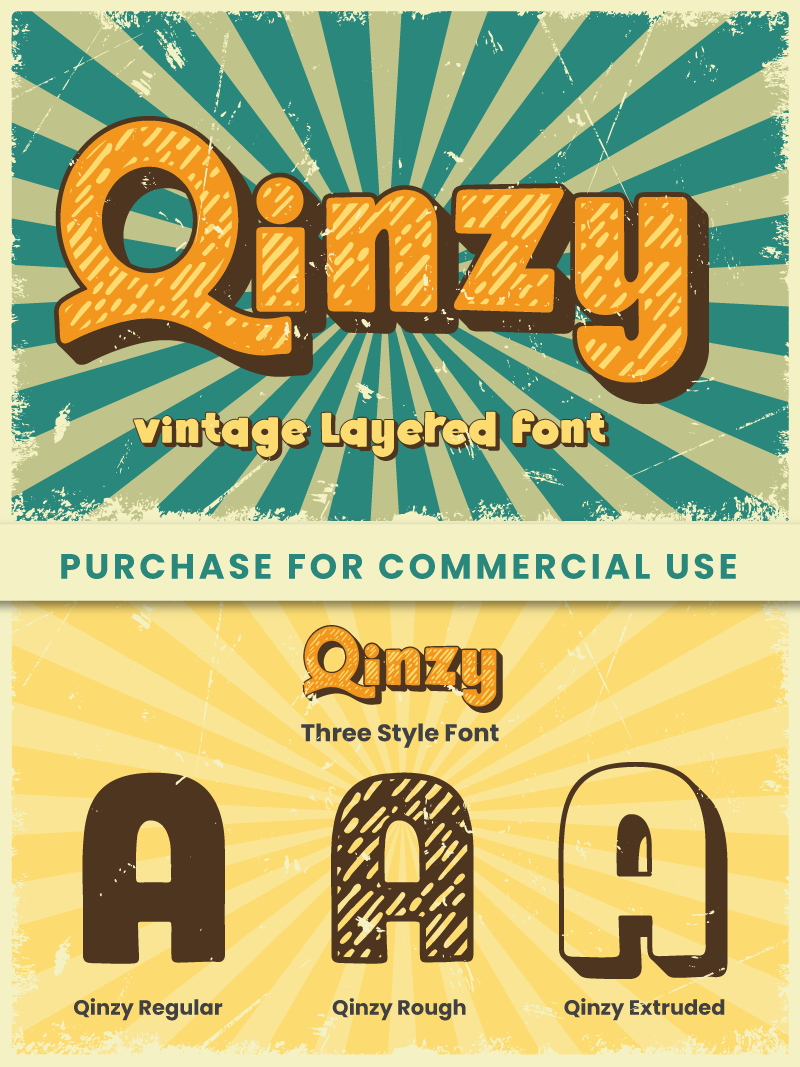 Qinzy
vintage Layered Font
PURCHASE FOR COMMERCIAL USE
Qinzy
Three Style Font
A A A
Qinzy Regular Qinzy Rough Qinzy Extruded